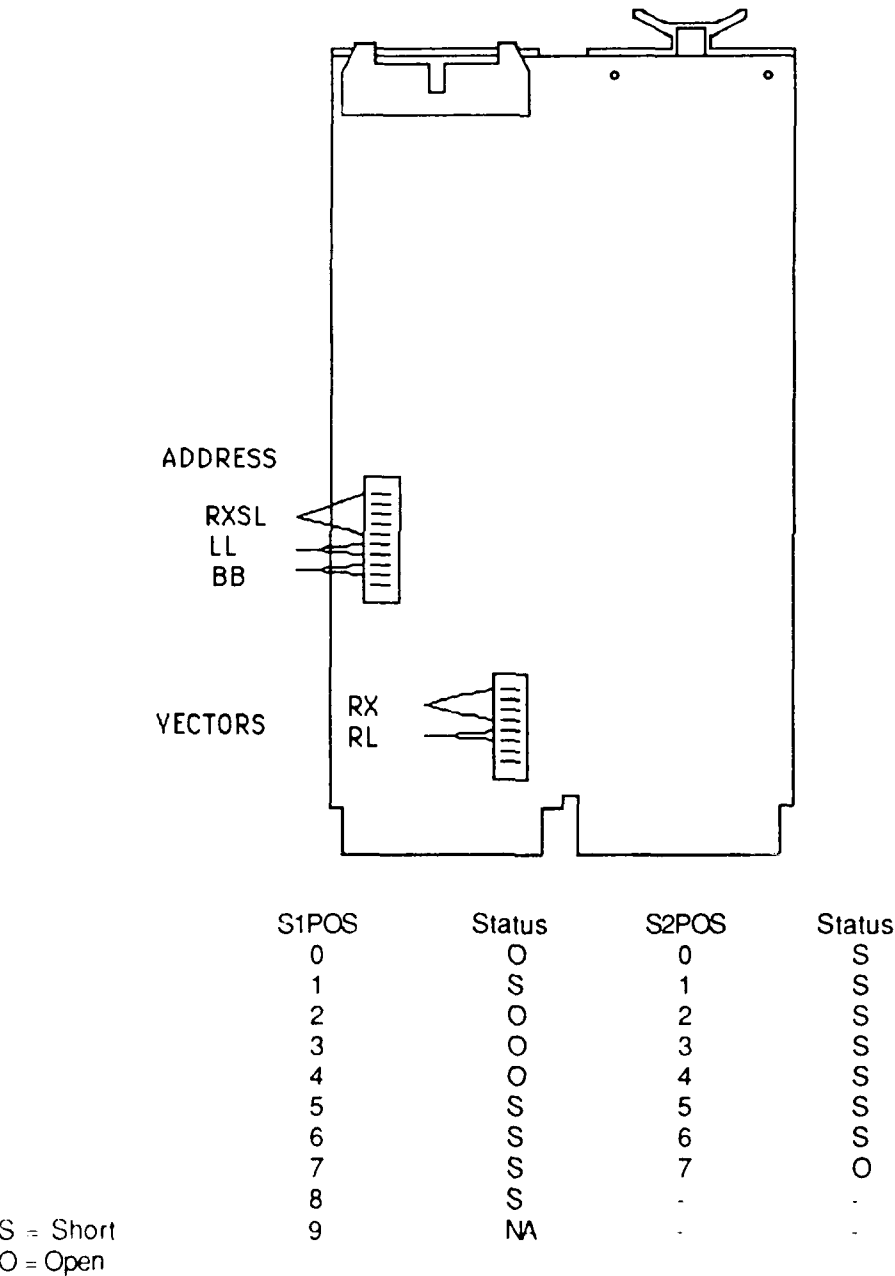 ADDRESS
RXSL
LL
BB
VECTORS
RX
RL
S1POS Status S2POS Status
0 O 0 S
1 S 1 S
2 O 2 S
3 O 3 S
4 O 4 S
5 S 5 S
6 S 6 S
7 S 7 O
8 S - -
9 NA - -
S = Short
O = Open